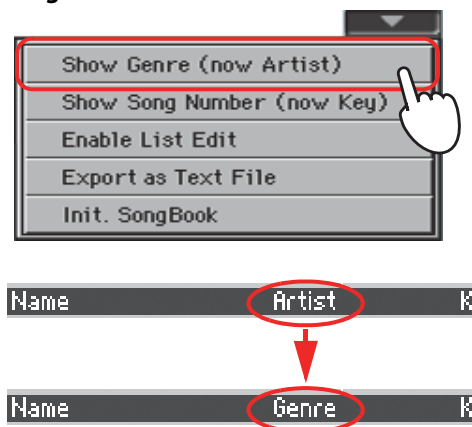 Show Genre (now Artist)
Show Song Number (now Key)
Enable List Edit
Export as Text File
Init. SongBook
Name Artist K
Name Genre K